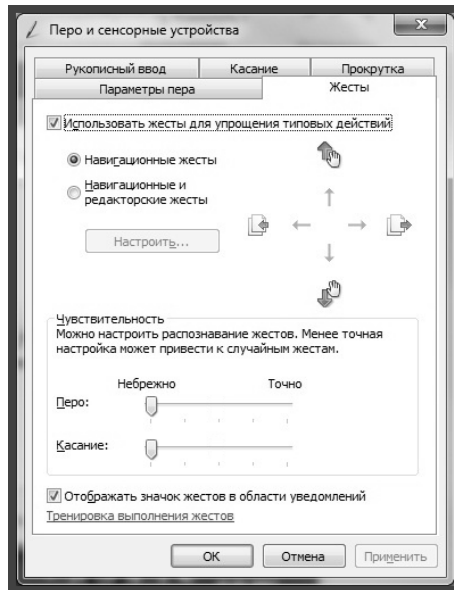 Перо и сенсорные устройства
Рукописный ввод Касание Прокрутка
Параметры пера Жесты
Использовать жесты для упрощения типовых действий
Навигационные жесты
Навигационные и
редакторские жесты
Настроить...
Чувствительность
Можно настроить распознавание жестов. Менее точная
настройка может привести к случайным жестам.
Небрежно Точно
Перо:
Касание:
Отображать значок жестов в области уведомлений
Тренировка выполнения жестов
ОК Отмена Применить